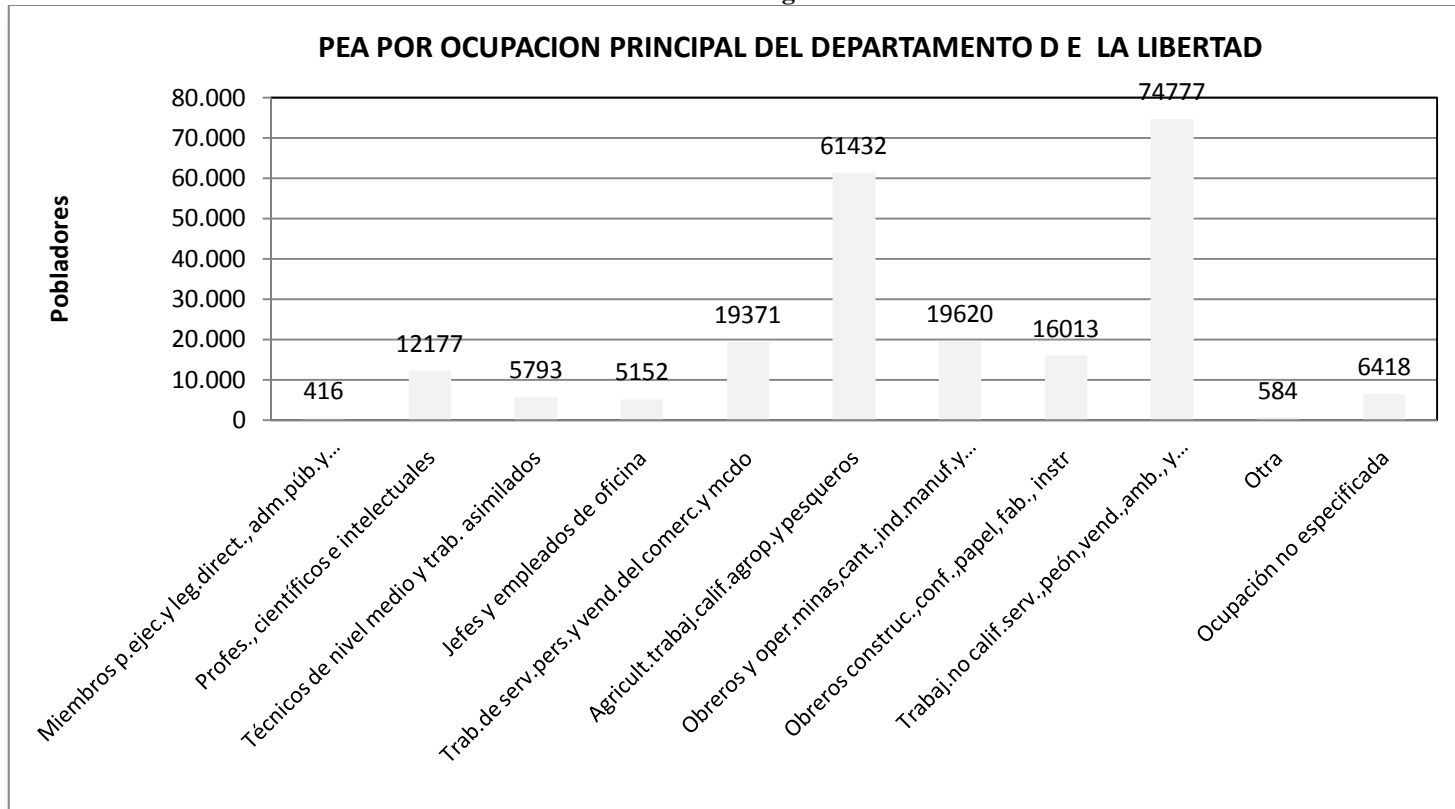 PEA POR OCUPACION PRINCIPAL DEL DEPARTAMENTO D E LA LIBERTAD
Pobladores
80.000
70.000
60.000
50.000
40.000
30.000
20.000
10.000
0
416
12177
5793
5152
19371
61432
19620
16013
74777
584
6418
Miembros p.ejec.y leg.direct., adm.púb.y...
Profes., científicos e intelectuales
Técnicos de nivel medio y trab. asimilados
Jefes y empleados de oficina
Trab.de serv.pers.y vend.del comerc.y mcdo
Agricult.trabaj.calif.agrop.y pesqueros
Obreros y oper.minas,cant.,ind.manuf.y...
Obreros construc.,conf.,papel, fab., instr
Trabaj.no calif.serv.,peón,vend.,amb., y...
Otra
Ocupación no especificada